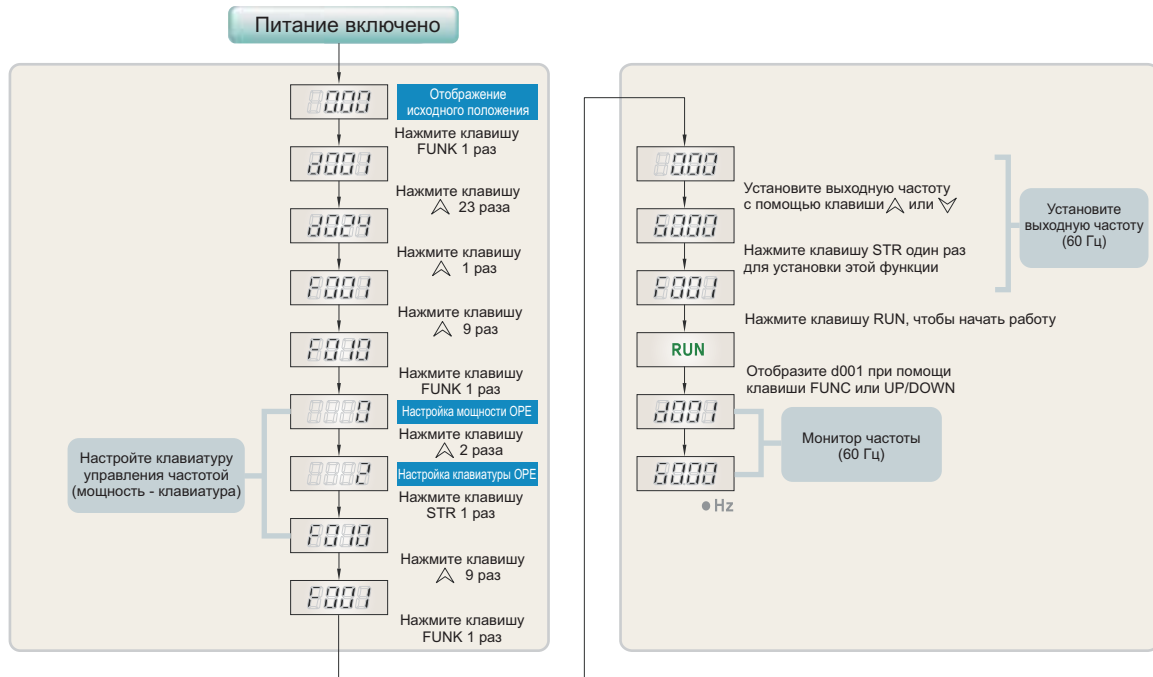 Питание включено
0.00
Отображение
исходного положения
Нажмите клавишу
FUNK 1 раз
d001
Нажмите клавишу
23 раза
d024
Нажмите клавишу
1 раз
F001
Нажмите клавишу
9 раз
F010
Нажмите клавишу
FUNK 1 раз
0
Настройка мощности OPE
Нажмите клавишу
2 раза
2
Настройка клавиатуры OPE
Нажмите клавишу
STR 1 раз
F010
Настройте клавиатуру
управления частотой
(мощность - клавиатура)
Нажмите клавишу
9 раз
F001
Нажмите клавишу
FUNK 1 раз
0.00
Установите выходную частоту
с помощью клавиши или
60.00
Нажмите клавишу STR один раз
для установки этой функции
F001
Установите
выходную частоту
(60 Гц)
Нажмите клавишу RUN, чтобы начать работу
RUN
Отобразите d001 при помощи
клавиши FUNC или UP/DOWN
d001
Монитор частоты
(60 Гц)
60.00
Hz